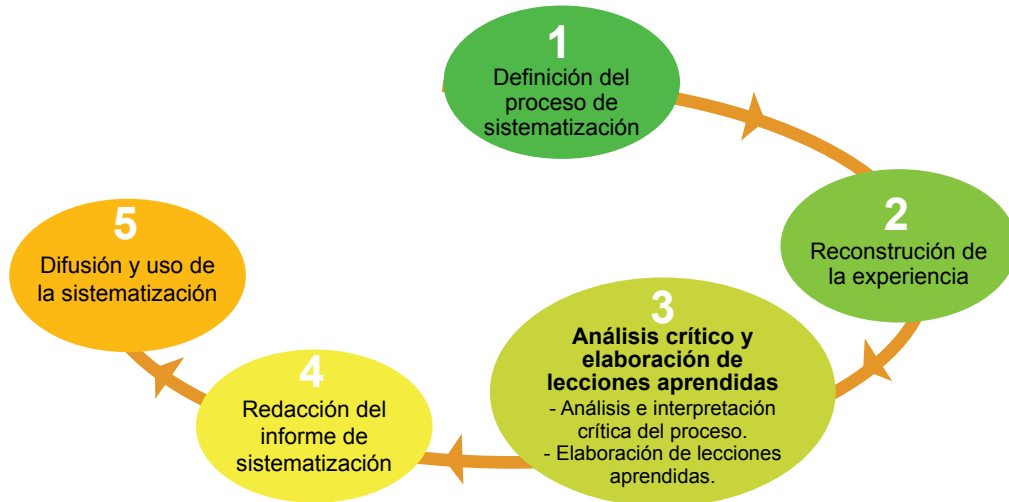 1
Definición del
proceso de
sistematización
2
Reconstrución de
la experiencia
3
Análisis crítico y
elaboración de
lecciones aprendidas
- Análisis e interpretación
crítica del proceso.
- Elaboración de lecciones
aprendidas.
4
Redacción del
informe de
sistematización
5
Difusión y uso de
la sistematización